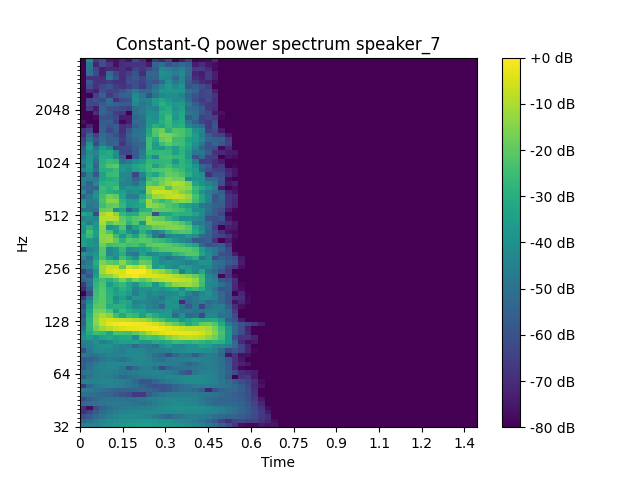 Constant-Q power spectrum speaker_7
Hz
2048
1024
512
256
128
64
32
0 0.15 0.3 0.45 0.6 0.75 0.9 1.1 1.2 1.4
Time
+0 dB
-10 dB
-20 dB
-30 dB
-40 dB
-50 dB
-60 dB
-70 dB
-80 dB